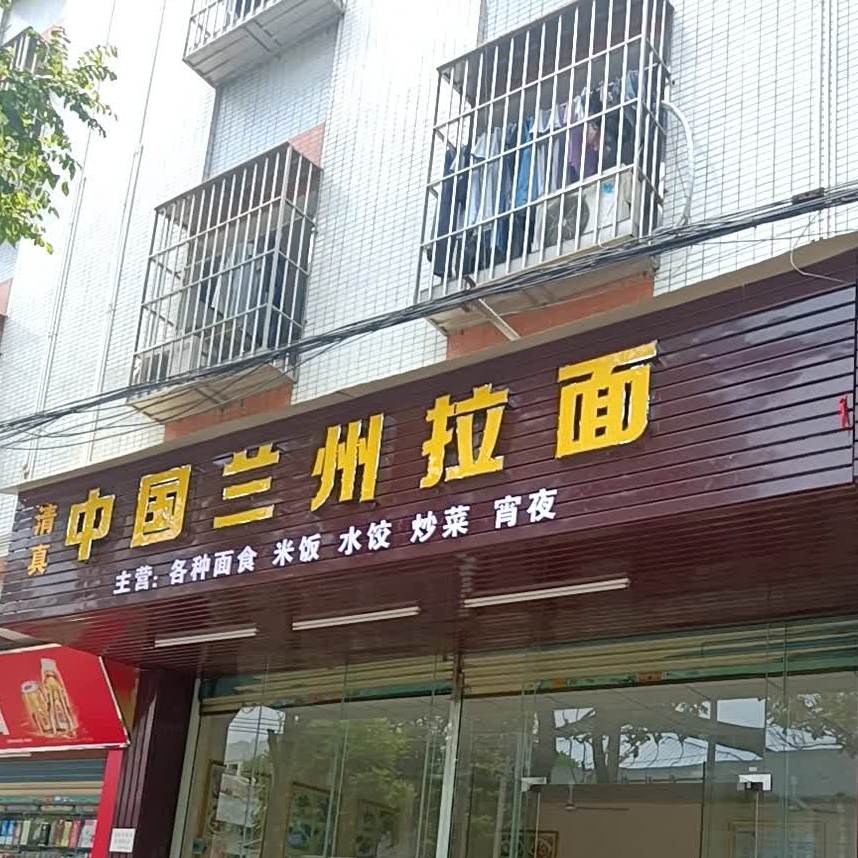 清真
中国兰州拉面
主营: 各种面食 米饭 水饺 炒菜 宵夜